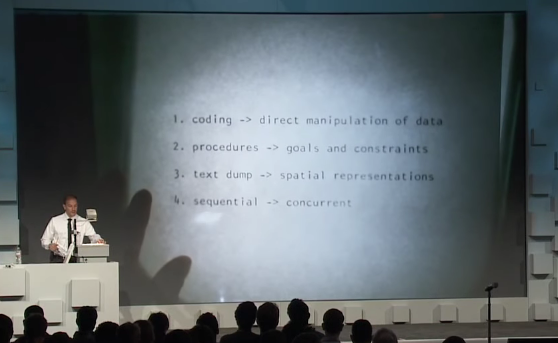 1. coding -> direct manipulation of data
2. procedures -> goals and constraints
3. text dump -> spatial representations
4. sequential -> concurrent